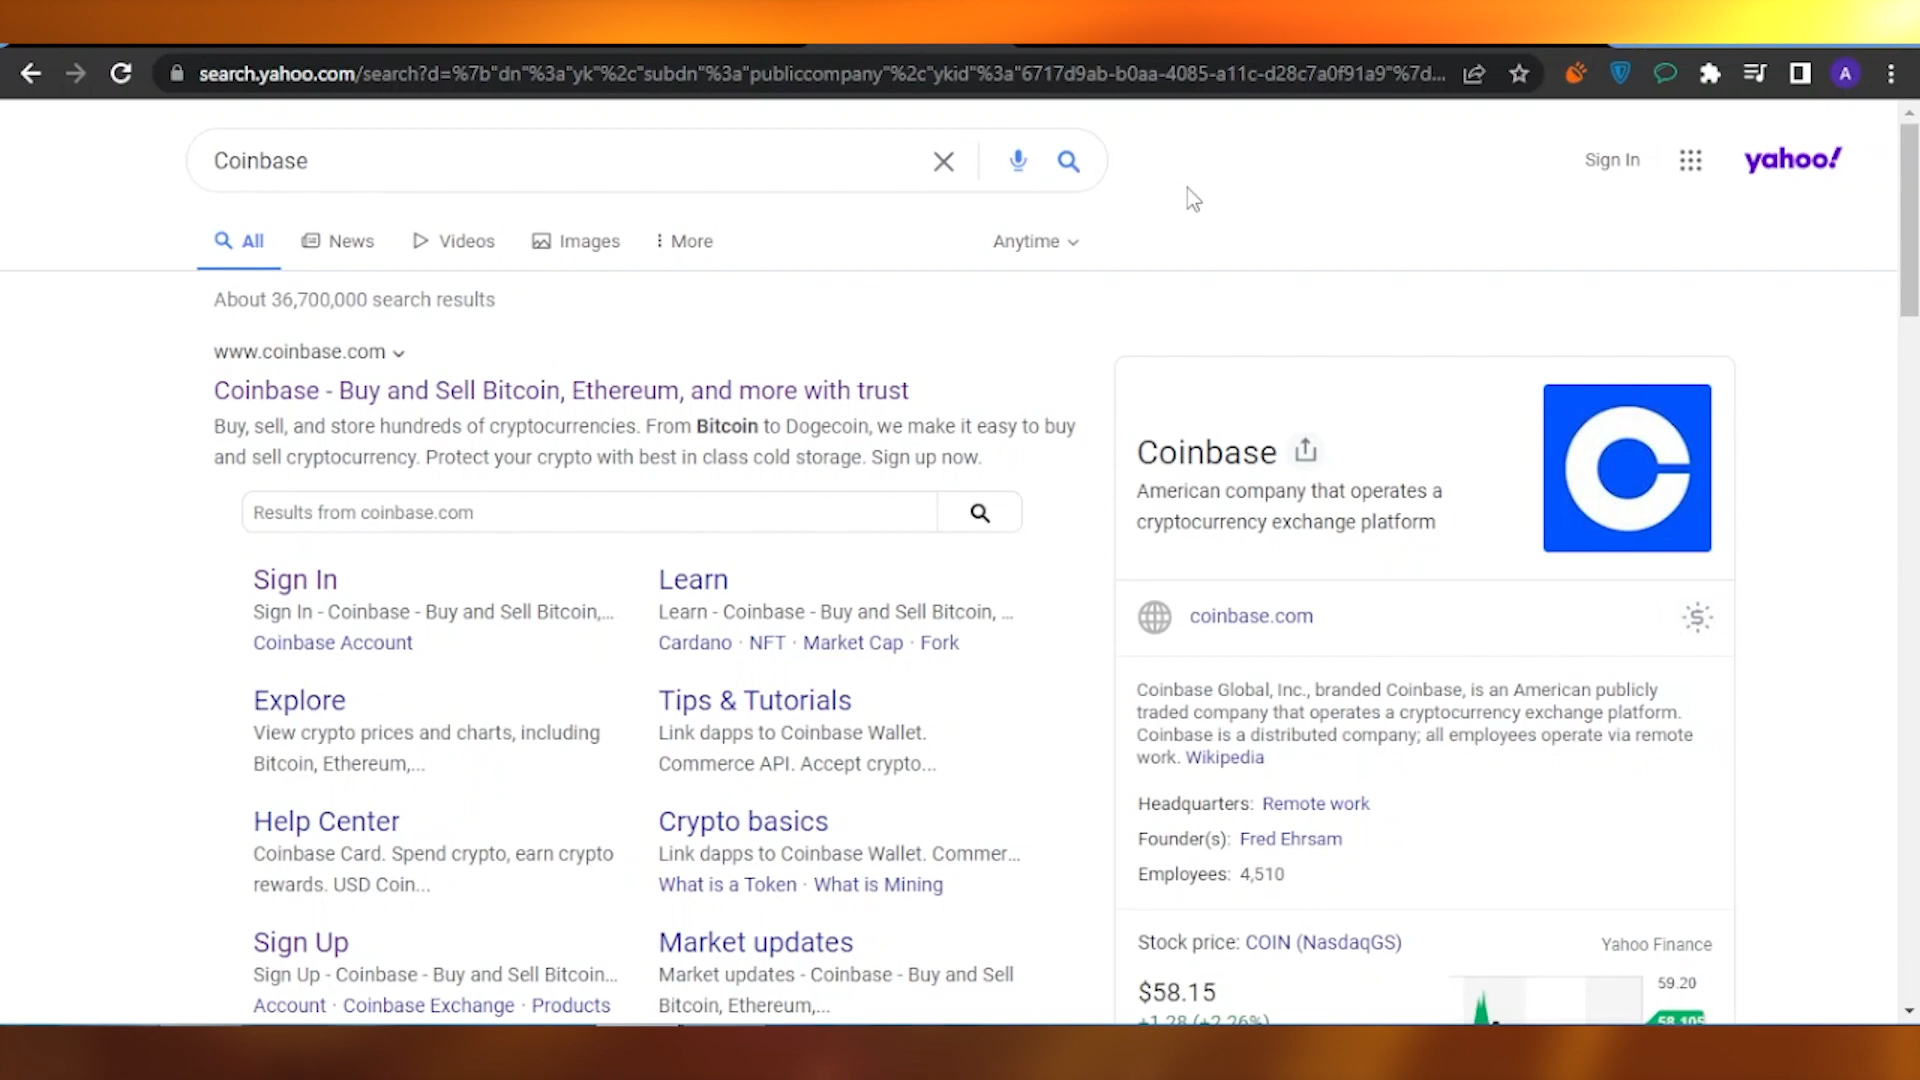 search.yahoo.com/search?d=%7b"dn"%3a"yk"%2c"subdn"%3a"publiccompany"%2c"ykid"%3a"6717d9ab-b0aa-4085-a11c-d28c7a0f91a9"%7d...
A
Coinbase
Sign In
yahoo!
All
News
Videos
Images
More
Anytime
About 36,700,000 search results
www.coinbase.com
Coinbase - Buy and Sell Bitcoin, Ethereum, and more with trust
Buy, sell, and store hundreds of cryptocurrencies. From Bitcoin to Dogecoin, we make it easy to buy
and sell cryptocurrency. Protect your crypto with best in class cold storage. Sign up now.
Results from coinbase.com
Sign In
Sign In - Coinbase - Buy and Sell Bitcoin,...
Coinbase Account
Learn
Learn - Coinbase - Buy and Sell Bitcoin, ...
Cardano · NFT · Market Cap · Fork
Explore
View crypto prices and charts, including
Bitcoin, Ethereum,...
Tips & Tutorials
Link dapps to Coinbase Wallet.
Commerce API. Accept crypto...
Help Center
Coinbase Card. Spend crypto, earn crypto
rewards. USD Coin...
Crypto basics
Link dapps to Coinbase Wallet. Commer...
What is a Token · What is Mining
Sign Up
Sign Up - Coinbase - Buy and Sell Bitcoin...
Account · Coinbase Exchange · Products
Market updates
Market updates - Coinbase - Buy and Sell
Bitcoin, Ethereum,...
Coinbase
American company that operates a
cryptocurrency exchange platform
coinbase.com
Coinbase Global, Inc., branded Coinbase, is an American publicly
traded company that operates a cryptocurrency exchange platform.
Coinbase is a distributed company; all employees operate via remote
work. Wikipedia
Headquarters: Remote work
Founder(s): Fred Ehrsam
Employees: 4,510
Stock price: COIN (NasdaqGS)
Yahoo Finance
$58.15
59.20
+1.28 (+2.26%)
58.105